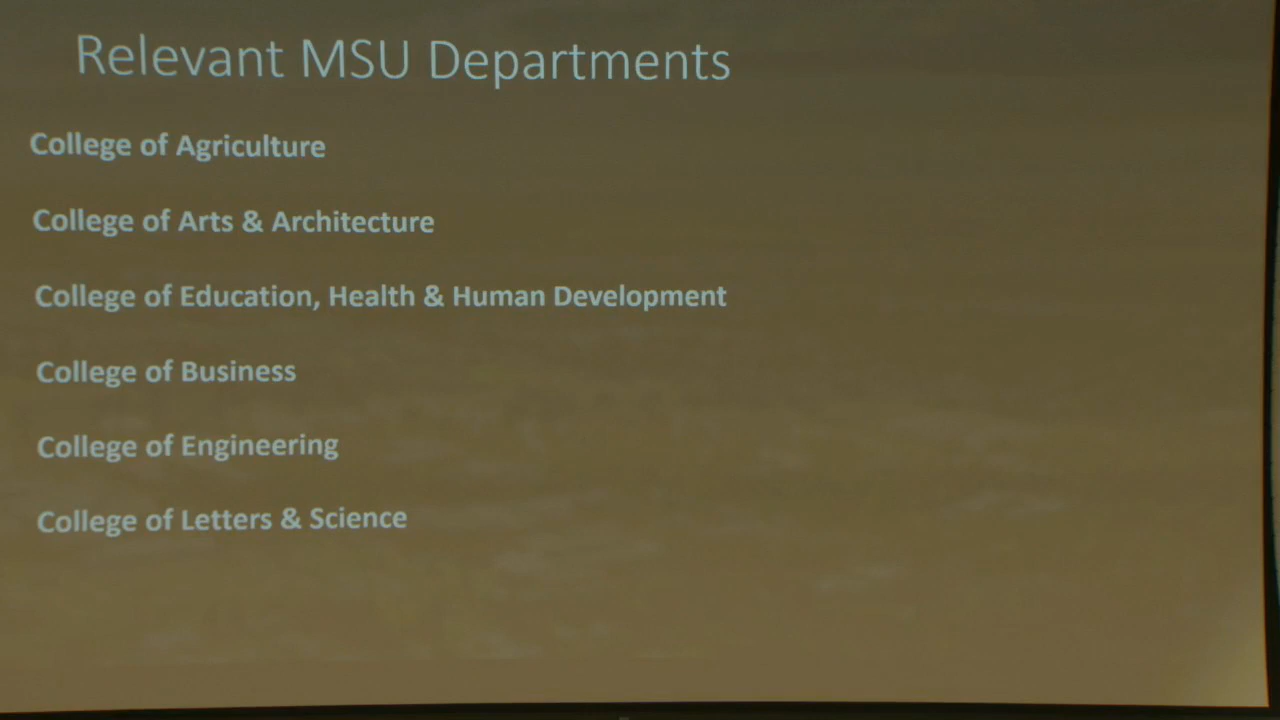 Relevant MSU Departments
College of Agriculture
College of Arts & Architecture
College of Education, Health & Human Development
College of Business
College of Engineering
College of Letters & Science